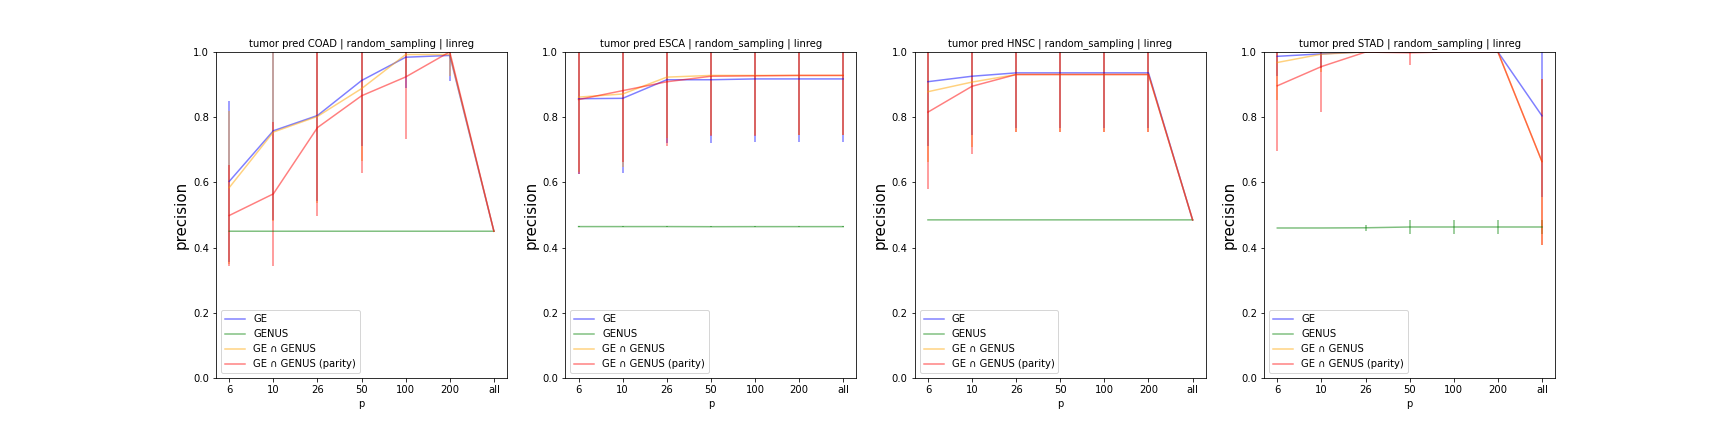 tumor pred COAD | random_sampling | linreg
precision
1.0
0.8
0.6
0.4
0.2
0.0
GE
GENUS
GE ∩ GENUS
GE ∩ GENUS (parity)
6 10 26 50 100 200 all
p
tumor pred ESCA | random_sampling | linreg
precision
1.0
0.8
0.6
0.4
0.2
0.0
GE
GENUS
GE ∩ GENUS
GE ∩ GENUS (parity)
6 10 26 50 100 200 all
p
tumor pred HNSC | random_sampling | linreg
precision
1.0
0.8
0.6
0.4
0.2
0.0
GE
GENUS
GE ∩ GENUS
GE ∩ GENUS (parity)
6 10 26 50 100 200 all
p
tumor pred STAD | random_sampling | linreg
precision
1.0
0.8
0.6
0.4
0.2
0.0
GE
GENUS
GE ∩ GENUS
GE ∩ GENUS (parity)
6 10 26 50 100 200 all
p